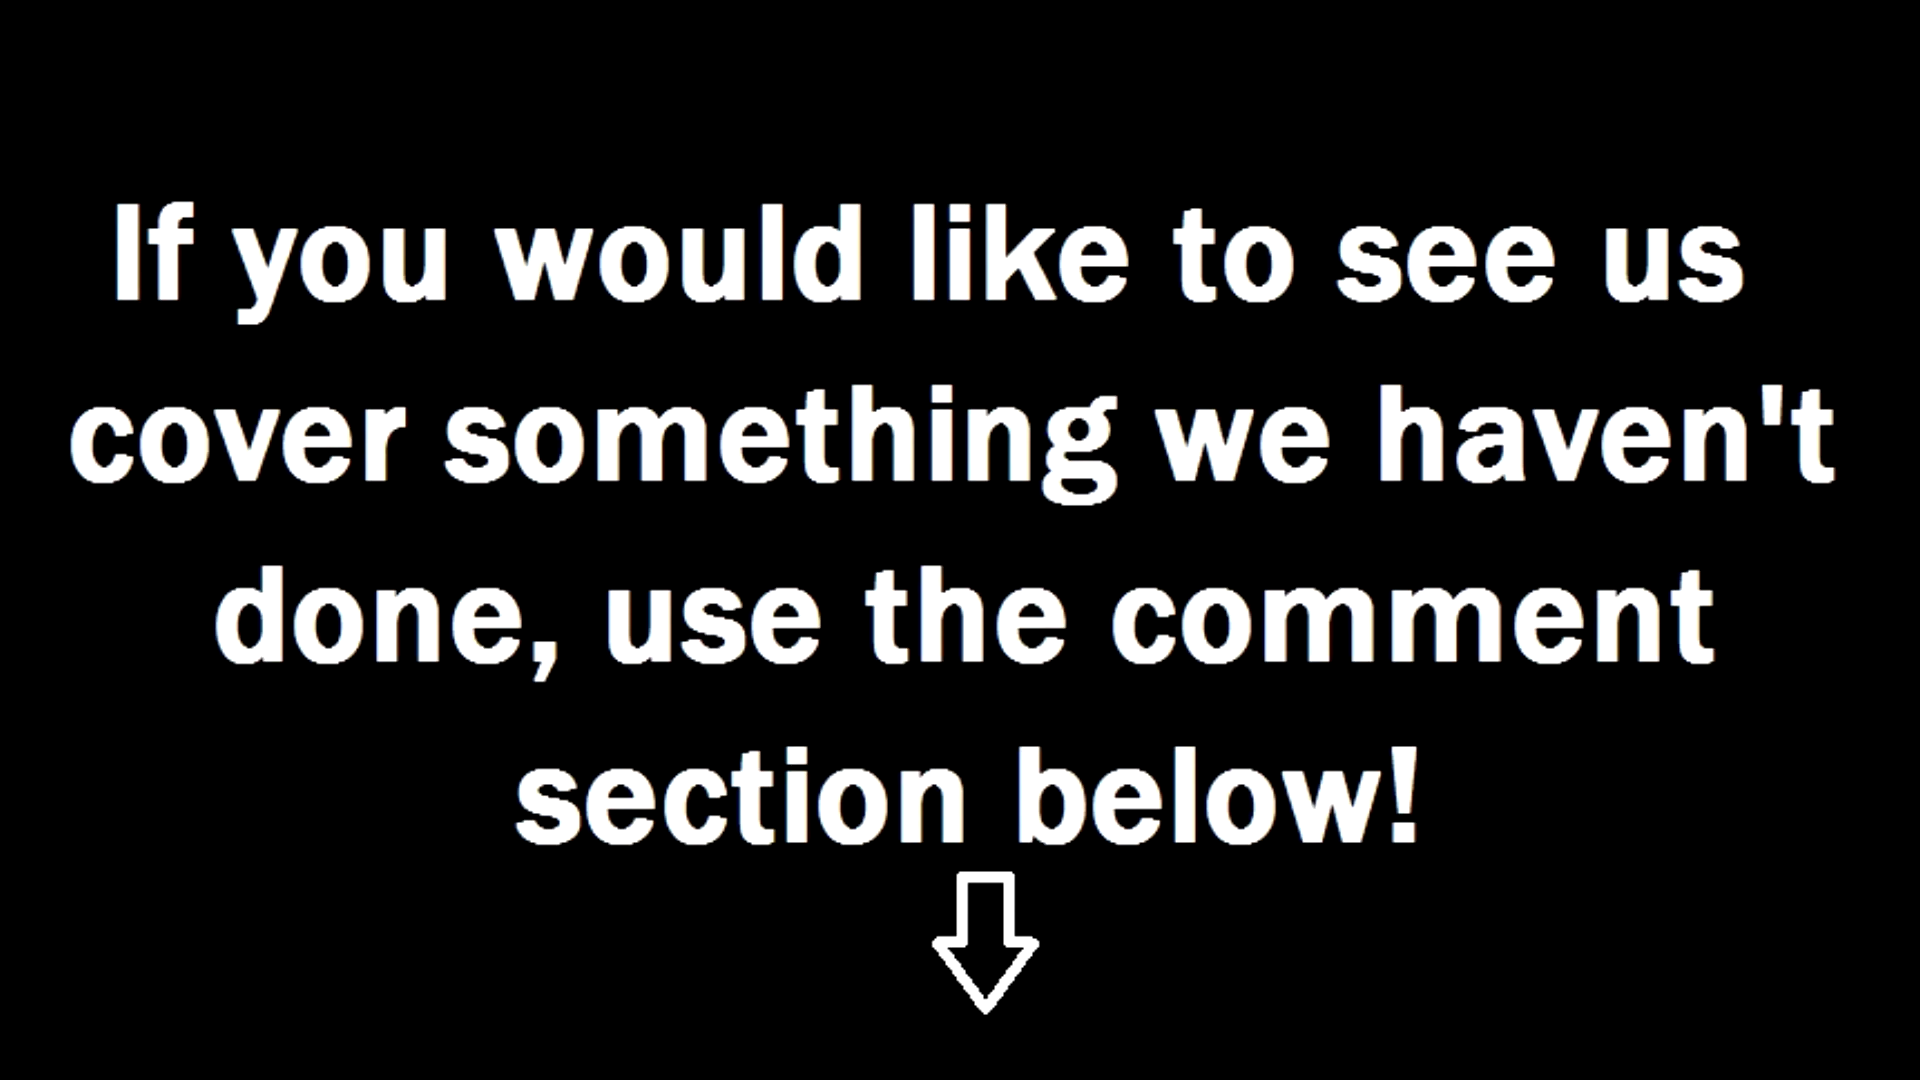 If you would like to see us
cover something we haven't
done, use the comment
section below!